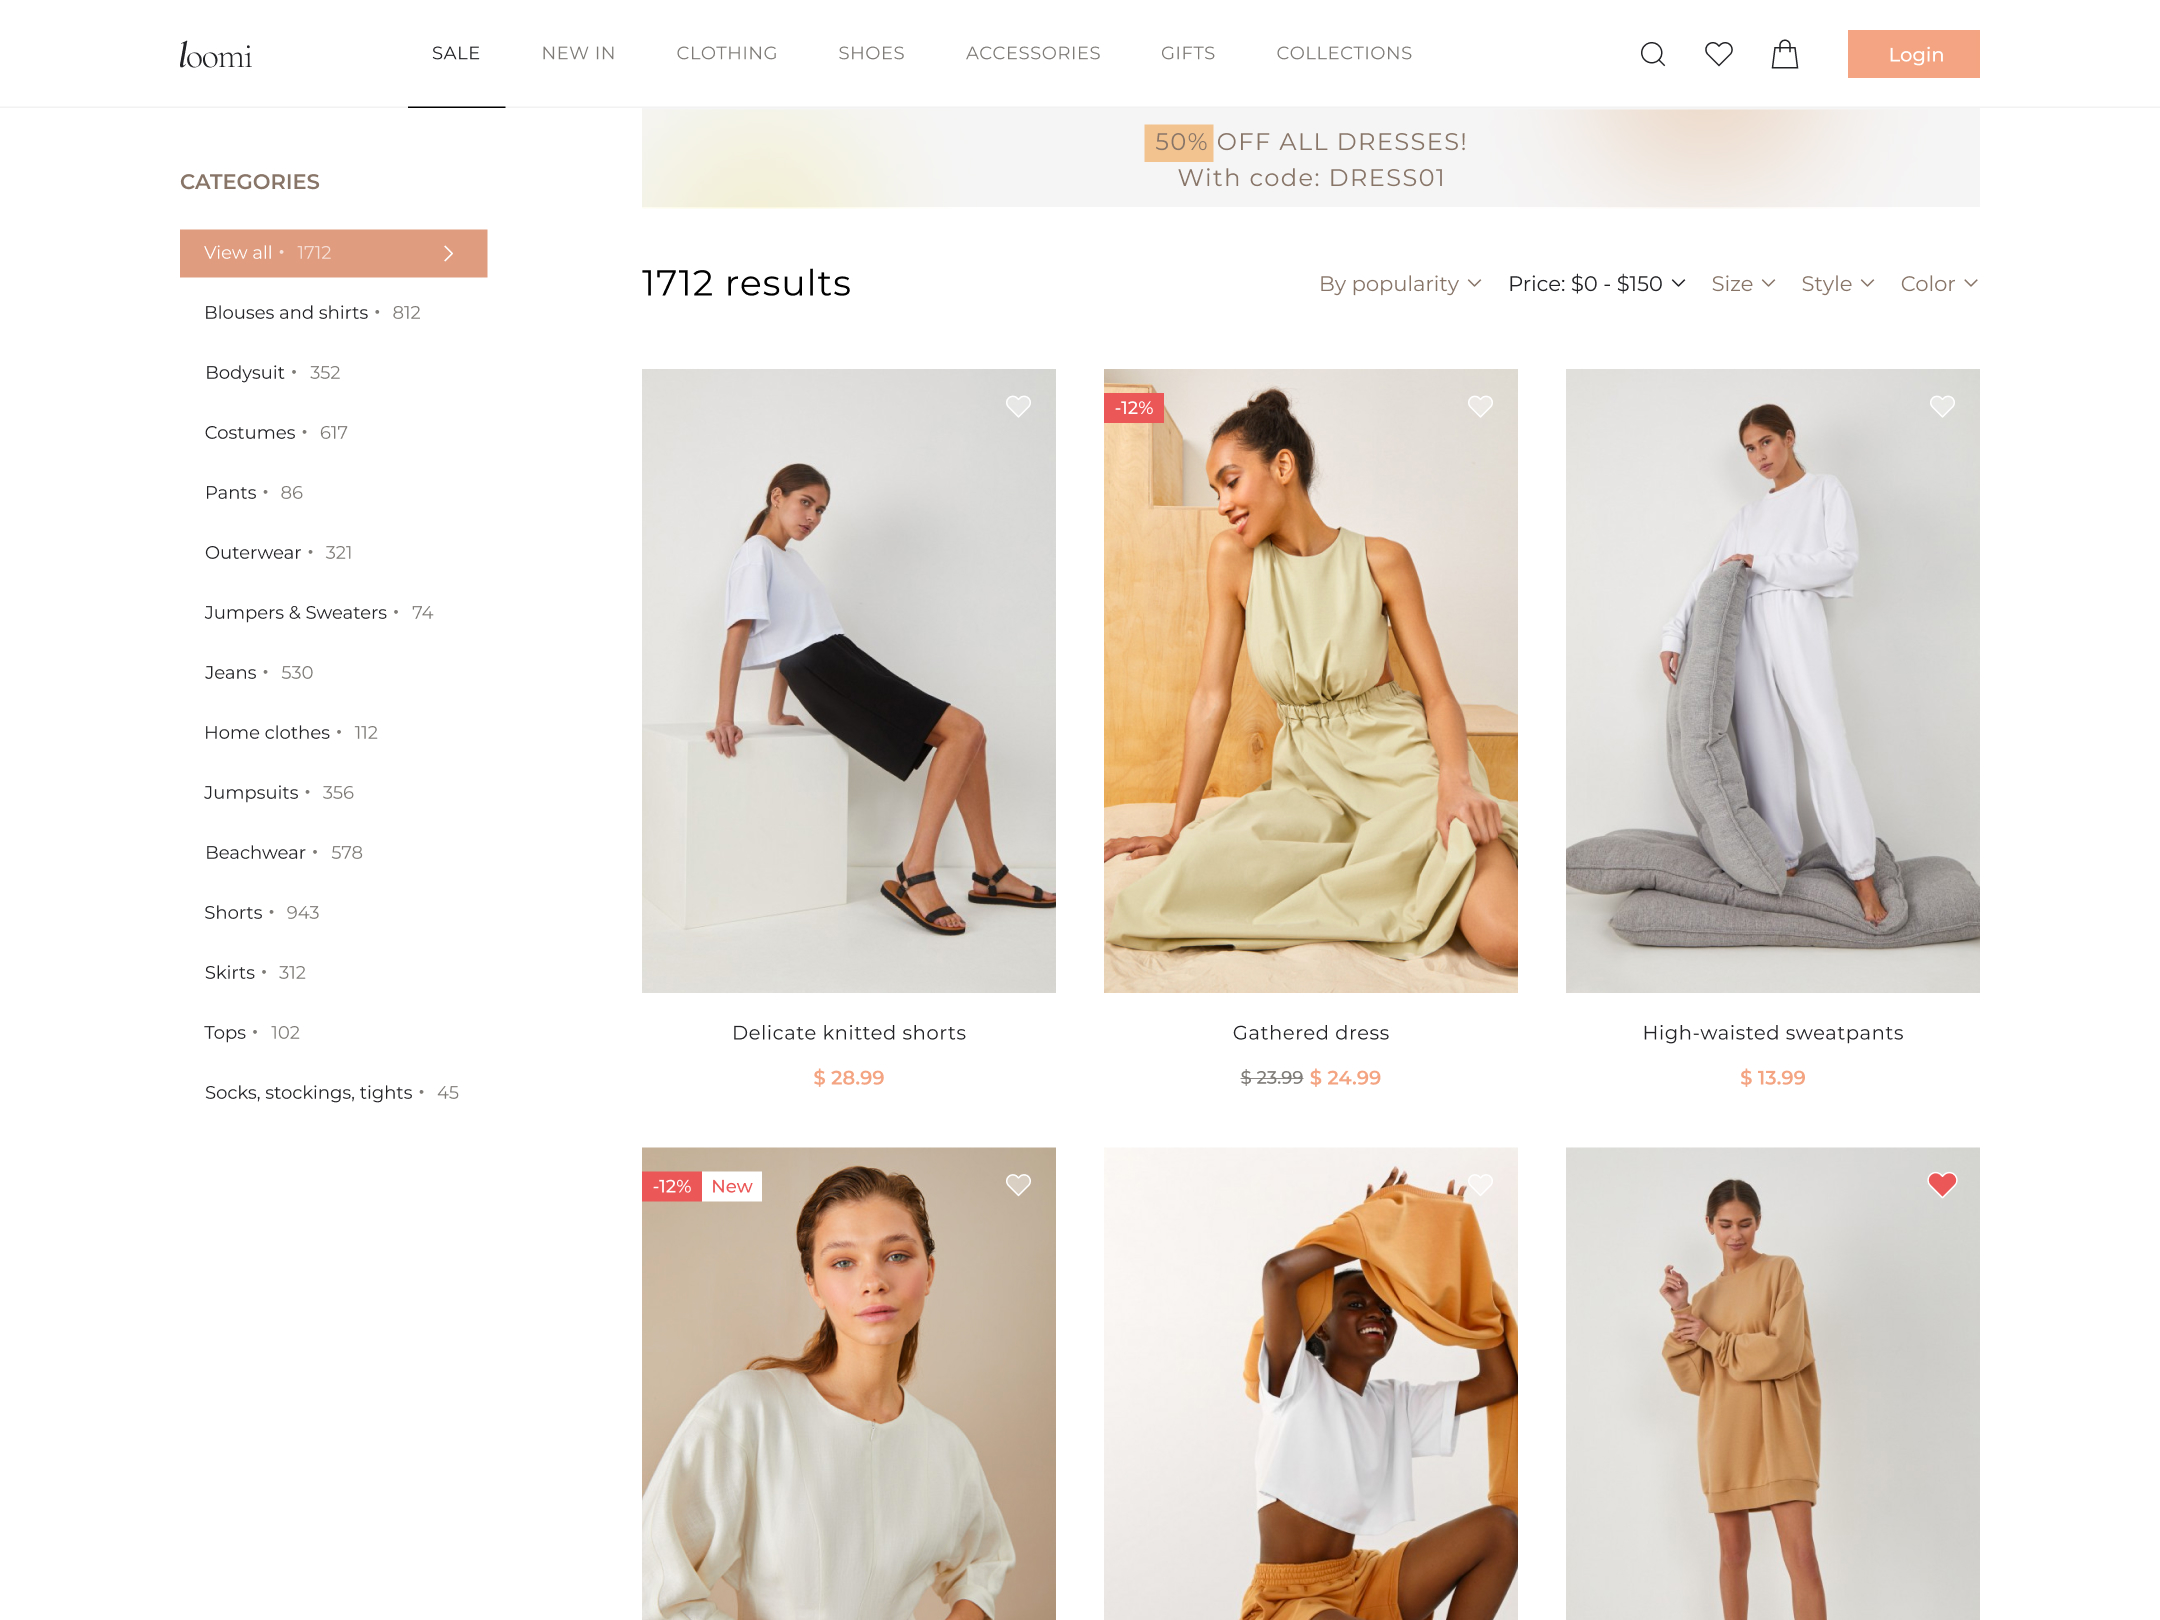 loomi
SALE
NEW IN
CLOTHING
SHOES
ACCESSORIES
GIFTS
COLLECTIONS
Login
50% OFF ALL DRESSES!
With code: DRESS01
CATEGORIES
View all • 1712
Blouses and shirts • 812
Bodysuit • 352
Costumes • 617
Pants • 86
Outerwear • 321
Jumpers & Sweaters • 74
Jeans • 530
Home clothes • 112
Jumpsuits • 356
Beachwear • 578
Shorts • 943
Skirts • 312
Tops • 102
Socks, stockings, tights • 45
1712 results
By popularity
Price: $0 - $150
Size
Style
Color
-12%
Delicate knitted shorts
$ 28.99
Gathered dress
$ 23.99 $ 24.99
High-waisted sweatpants
$ 13.99
-12% New